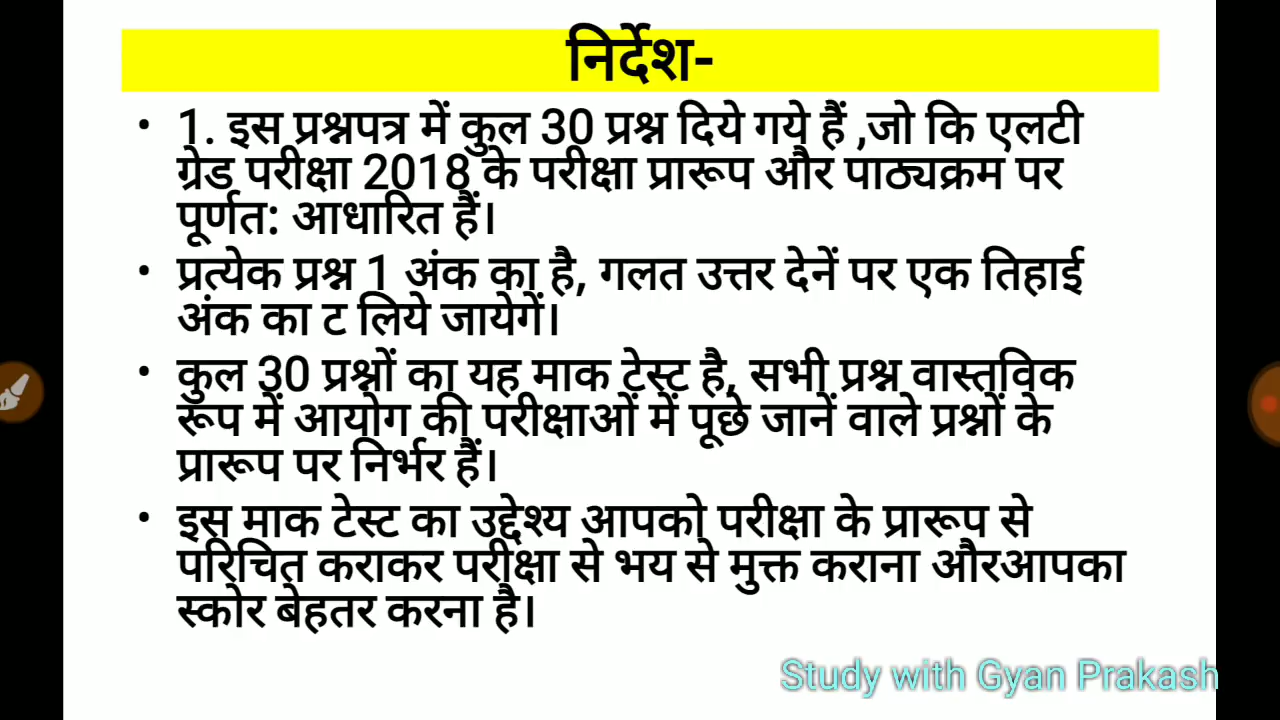 निर्देश-
• 1. इस प्रश्नपत्र में कुल 30 प्रश्न दिये गये हैं ,जो कि एलटी
ग्रेड परीक्षा 2018 के परीक्षा प्रारूप और पाठ्यक्रम पर
पूर्णत: आधारित हैं।
• प्रत्येक प्रश्न 1 अंक का है, गलत उत्तर देनें पर एक तिहाई
अंक का ट लिये जायेगें।
• कुल 30 प्रश्नों का यह माक टेस्ट है, सभी प्रश्न वास्तविक
रूप में आयोग की परीक्षाओं में पूछे जानें वाले प्रश्नों के
प्रारूप पर निर्भर हैं।
• इस माक टेस्ट का उद्देश्य आपको परीक्षा के प्रारूप से
परिचित कराकर परीक्षा से भय से मुक्त कराना औरआपका
स्कोर बेहतर करना है।
Study with Gyan Prakash